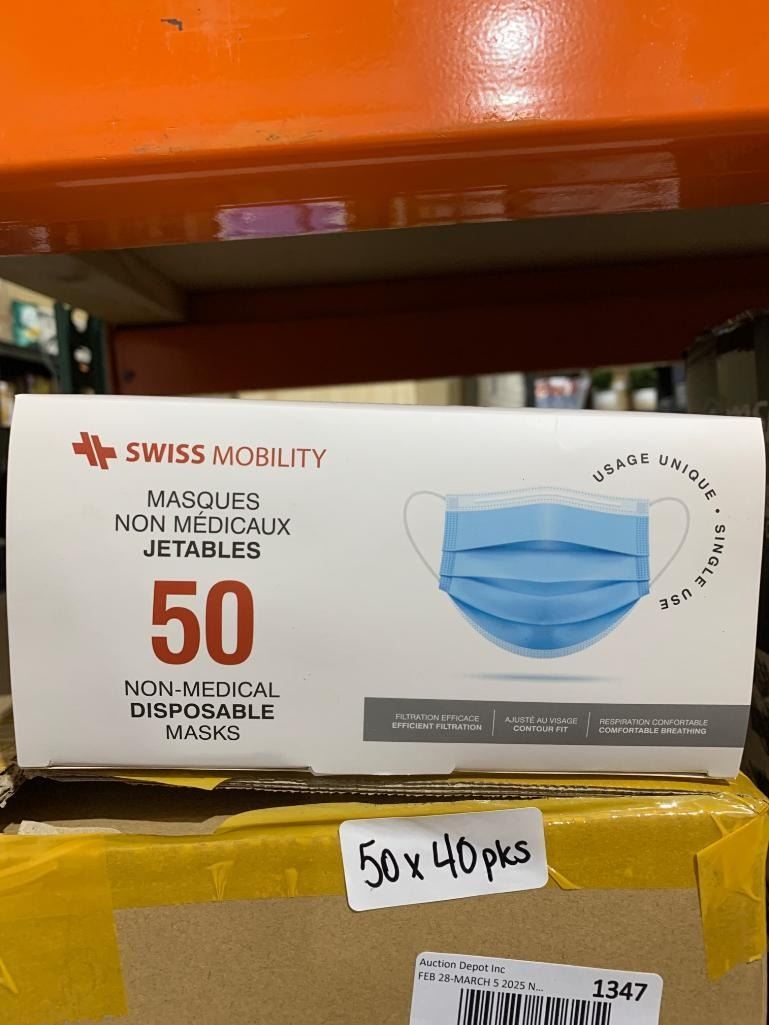 SWISS MOBILITY
MASQUES
NON MÉDICAUX
JETABLES
50
NON-MEDICAL
DISPOSABLE
MASKS
USAGE UNIQUE • SINGLE USE
FILTRATION EFFICACE
EFFICIENT FILTRATION
AJUSTÉ AU VISAGE
CONTOUR FIT
RESPIRATION CONFORTABLE
COMFORTABLE BREATHING
50 x 40 pks
Auction Depot Inc
FEB 28-MARCH 5 2025 N...
1347